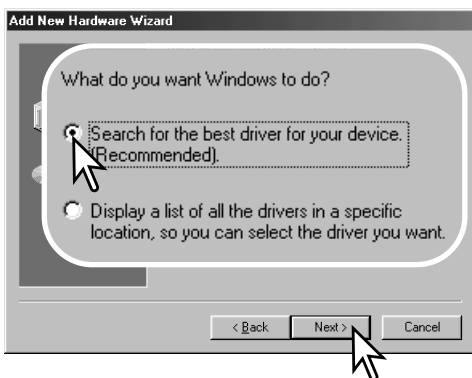 Add New Hardware Wizard
What do you want Windows to do?
Search for the best driver for your device.
(Recommended).
Display a list of all the drivers in a specific
location, so you can select the driver you want.
< Back
Next >
Cancel